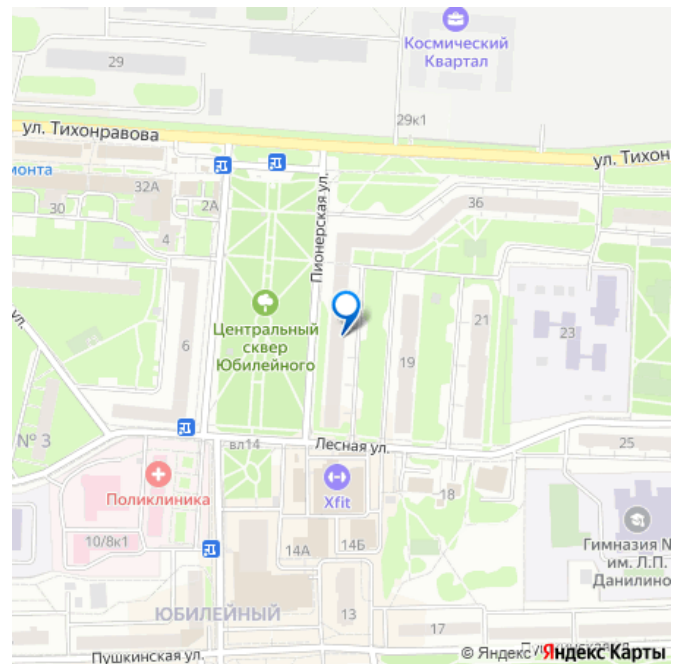 Космический
Квартал
29
29к1
ул. Тихонравова
ул. Тихон
монта
32А
30
2А
4
36
Пионерская ул.
21
23
Центральный
сквер
Юбилейного
6
19
ул.
№ 3
вл14
Лесная ул.
25
Поликлиника
Xfit
18
10/8к1
14А
14Б
Гимназия N
им. Л.П.
Данилино
ЮБИЛЕЙНЫЙ
13
17
Пушкинская ул.
© Яндекс Яндекс Карты